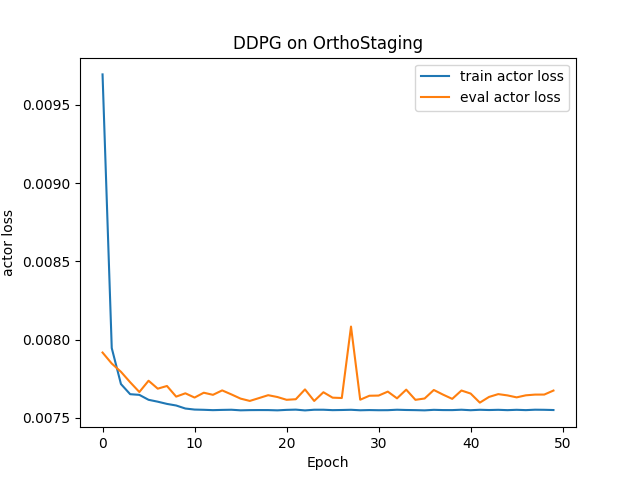 DDPG on OrthoStaging
train actor loss
eval actor loss
actor loss
0.0095
0.0090
0.0085
0.0080
0.0075
0 10 20 30 40 50
Epoch